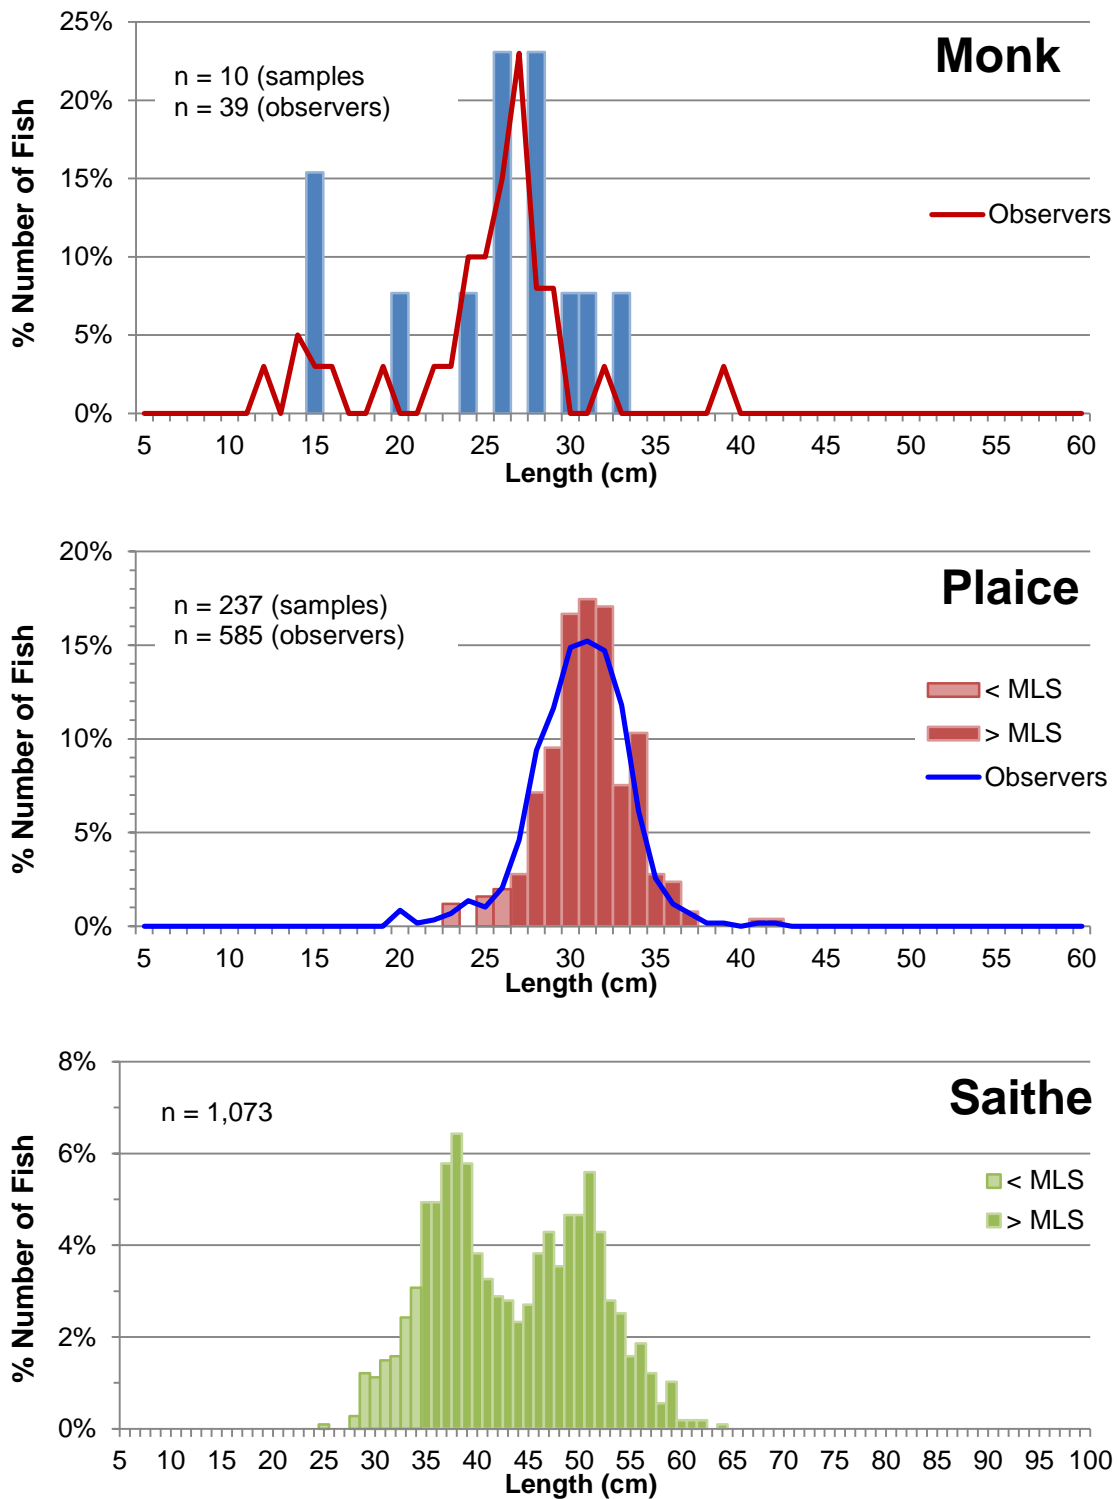 Monk
n = 10 (samples
n = 39 (observers)
% Number of Fish
25%
20%
15%
10%
5%
0%
Observers
5 10 15 20 25 30 35 40 45 50 55 60
Length (cm)
Plaice
n = 237 (samples)
n = 585 (observers)
% Number of Fish
20%
15%
10%
5%
0%
< MLS
> MLS
Observers
5 10 15 20 25 30 35 40 45 50 55 60
Length (cm)
Saithe
n = 1,073
% Number of Fish
8%
6%
4%
2%
0%
< MLS
> MLS
5 10 15 20 25 30 35 40 45 50 55 60 65 70 75 80 85 90 95 100
Length (cm)